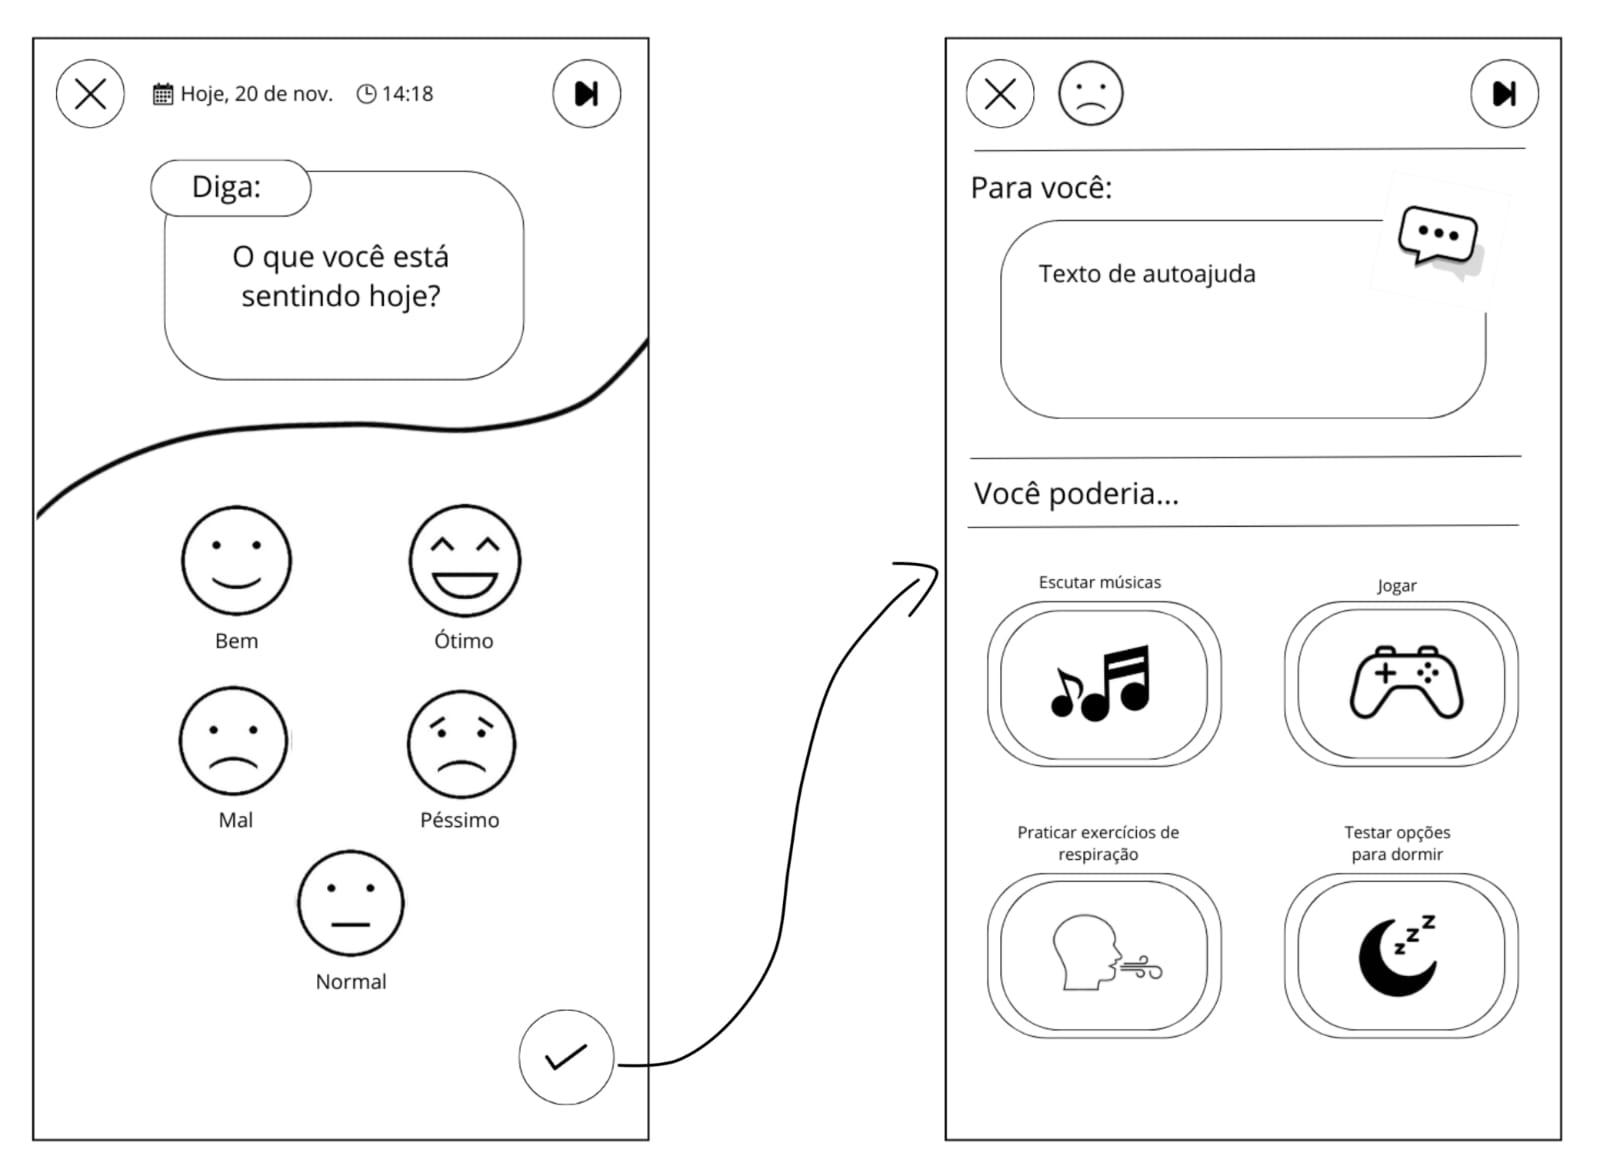 Hoje, 20 de nov. 14:18
Diga:
O que você está
sentindo hoje?
Bem
Ótimo
Mal
Péssimo
Normal
Para você:
Texto de autoajuda
Você poderia...
Escutar músicas
Jogar
Praticar exercícios de
respiração
Testar opções
para dormir
z z z